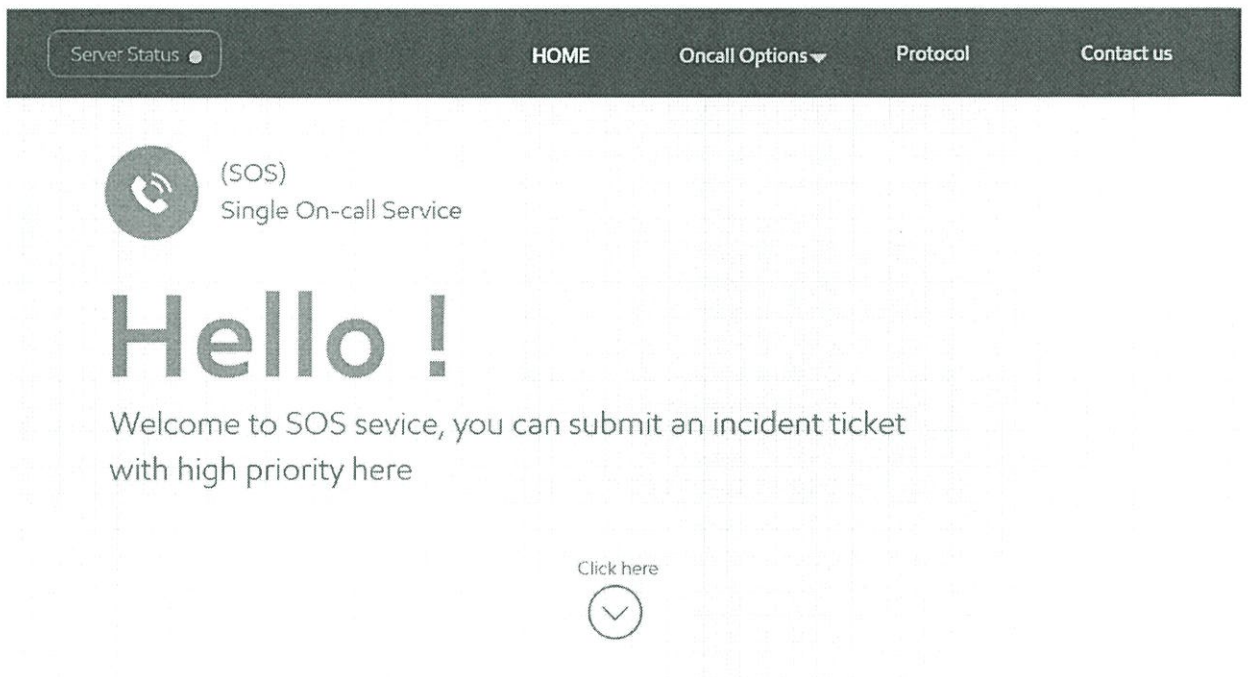 Server Status
HOME
Oncall Options
Protocol
Contact us
(SOS)
Single On-call Service
Hello !
Welcome to SOS sevice, you can submit an incident ticket
with high priority here
Click here